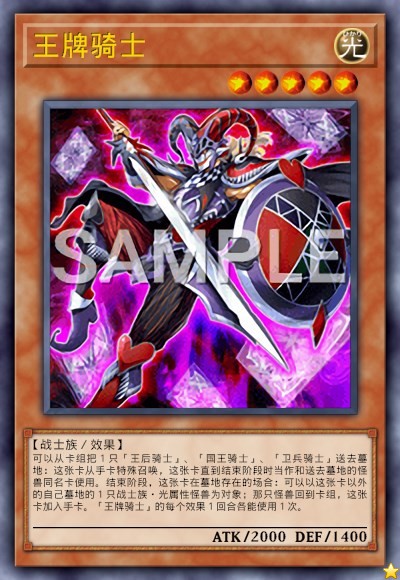 王牌骑士
光
SAMPLE
【战士族/效果】
可以从卡组把1只「王后骑士」、「国王骑士」、「卫兵骑士」送去墓
地：这张卡从手卡特殊召唤，这张卡直到结束阶段时当作和送去墓地的怪
兽同名卡使用。结束阶段，这张卡在墓地存在的场合：可以以这张卡以外
的自己墓地的1只战士族·光属性怪兽为对象；那只怪兽回到卡组，这张
卡加入手卡。「王牌骑士」的每个效果1回合各能使用1次。
ATK/2000 DEF/1400